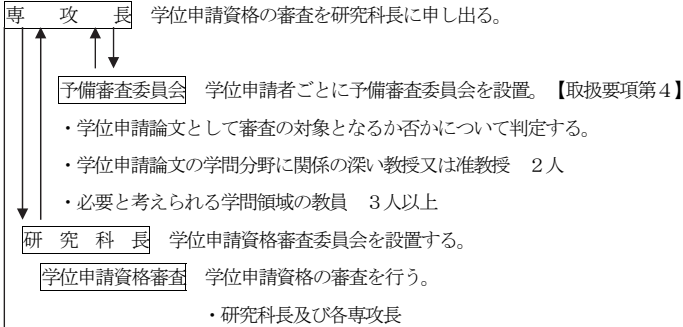 専攻長 学位申請資格の審査を研究科長に申し出る。
予備審査委員会 学位申請者ごとに予備審査委員会を設置。【取扱要項第4】
・学位申請論文として審査の対象となるか否かについて判定する。
・学位申請論文の学問分野に関係の深い教授又は准教授 2人
・必要と考えられる学問領域の教員 3人以上
研究科長 学位申請資格審査委員会を設置する。
学位申請資格審査 学位申請資格の審査を行う。
・研究科長及び各専攻長